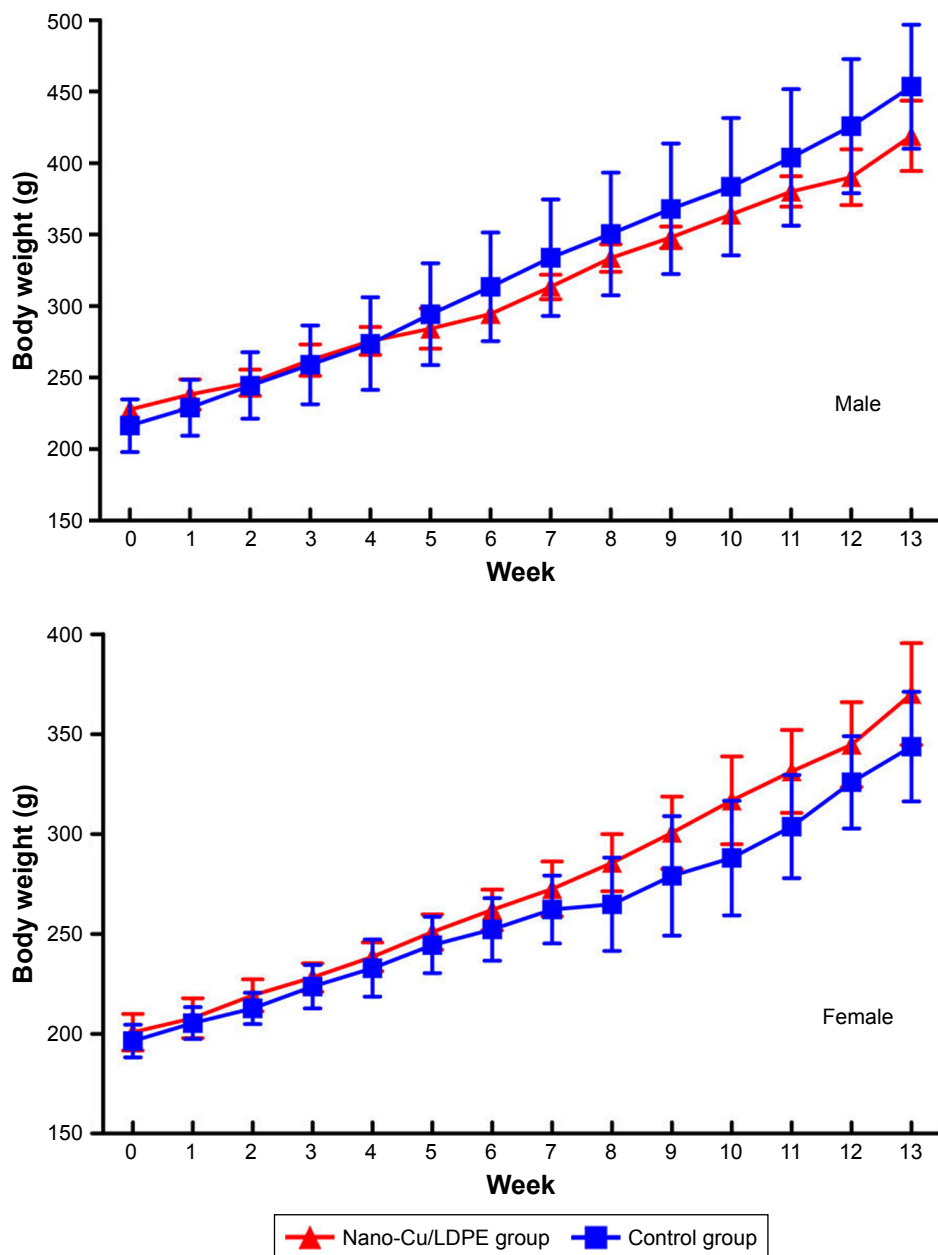 500
450
400
350
300
250
200
150
Body weight (g)
Male
0 1 2 3 4 5 6 7 8 9 10 11 12 13
Week
400
350
300
250
200
150
Body weight (g)
Female
0 1 2 3 4 5 6 7 8 9 10 11 12 13
Week
Nano-Cu/LDPE group Control group